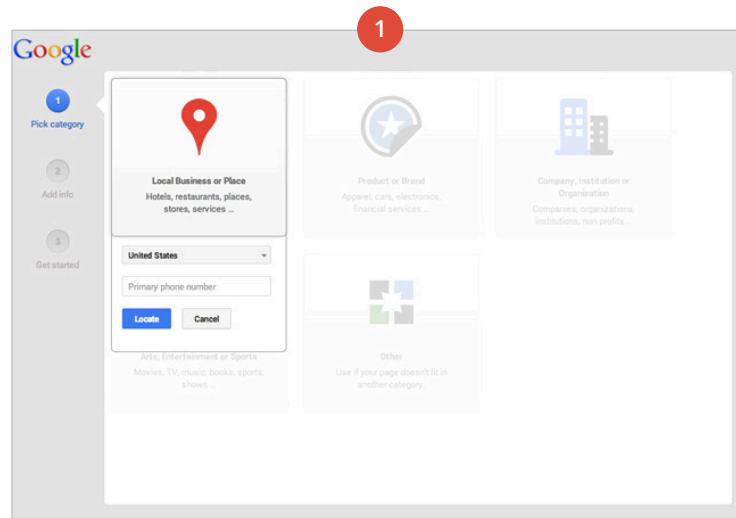 1
Google
1
Pick category
2
Add info
3
Get started
Local Business or Place
Hotels, restaurants, places,
stores, services ...
United States
Primary phone number
Locate
Cancel
Product or Brand
Apparel, cars, electronics,
financial services ...
Company, Institution or
Organization
Companies, organizations,
institutions, non-profits ...
Arts, Entertainment or Sports
Movies, TV, music, books, sports,
shows ...
Other
Use if your page doesn't fit in
another category.